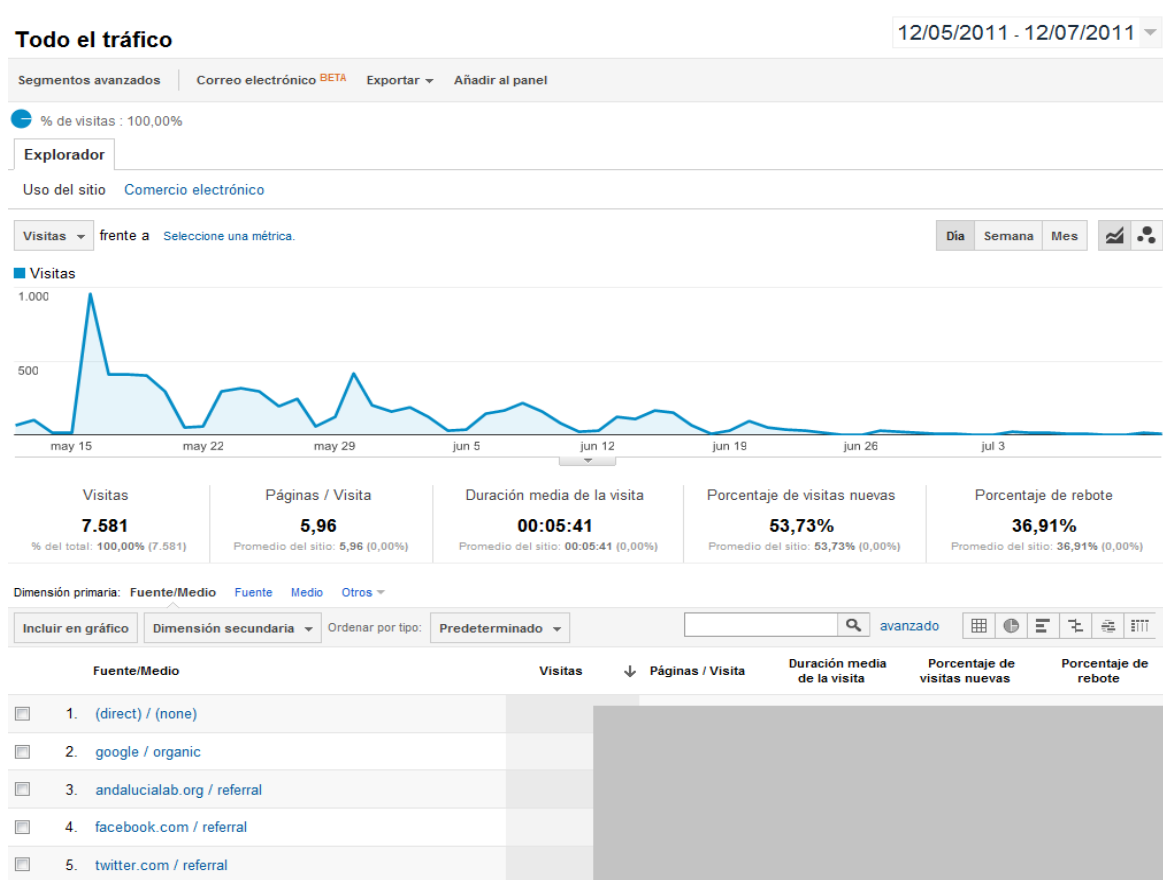 Todo el tráfico
12/05/2011 - 12/07/2011
Segmentos avanzados Correo electrónico BETA Exportar Añadir al panel
% de visitas : 100,00%
Explorador
Uso del sitio Comercio electrónico
Visitas frente a Seleccione una métrica. Día Semana Mes
Visitas
1.000
500
may 15 may 22 may 29 jun 5 jun 12 jun 19 jun 26 jul 3
Visitas Páginas / Visita Duración media de la visita Porcentaje de visitas nuevas Porcentaje de rebote
7.581 5,96 00:05:41 53,73% 36,91%
% del total: 100,00% (7.581) Promedio del sitio: 5,96 (0,00%) Promedio del sitio: 00:05:41 (0,00%) Promedio del sitio: 53,73% (0,00%) Promedio del sitio: 36,91% (0,00%)
Dimensión primaria: Fuente/Medio Fuente Medio Otros
Incluir en gráfico Dimensión secundaria Ordenar por tipo: Predeterminado avanzado
Fuente/Medio Visitas Páginas / Visita Duración media de la visita Porcentaje de visitas nuevas Porcentaje de rebote
1. (direct) / (none)
2. google / organic
3. andalucialab.org / referral
4. facebook.com / referral
5. twitter.com / referral